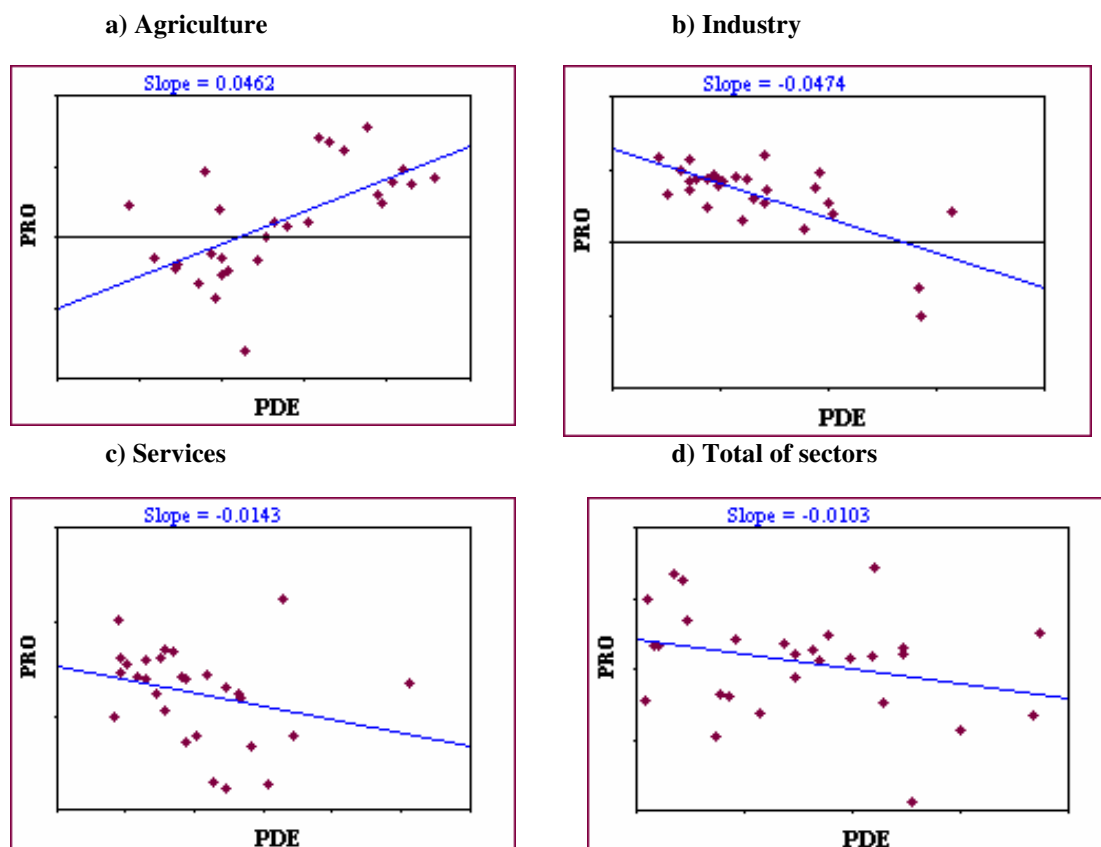 a) Agriculture
b) Industry
Slope = 0.0462
PRO
PDE
Slope = -0.0474
PRO
PDE
c) Services
d) Total of sectors
Slope = -0.0143
PRO
PDE
Slope = -0.0103
PRO
PDE